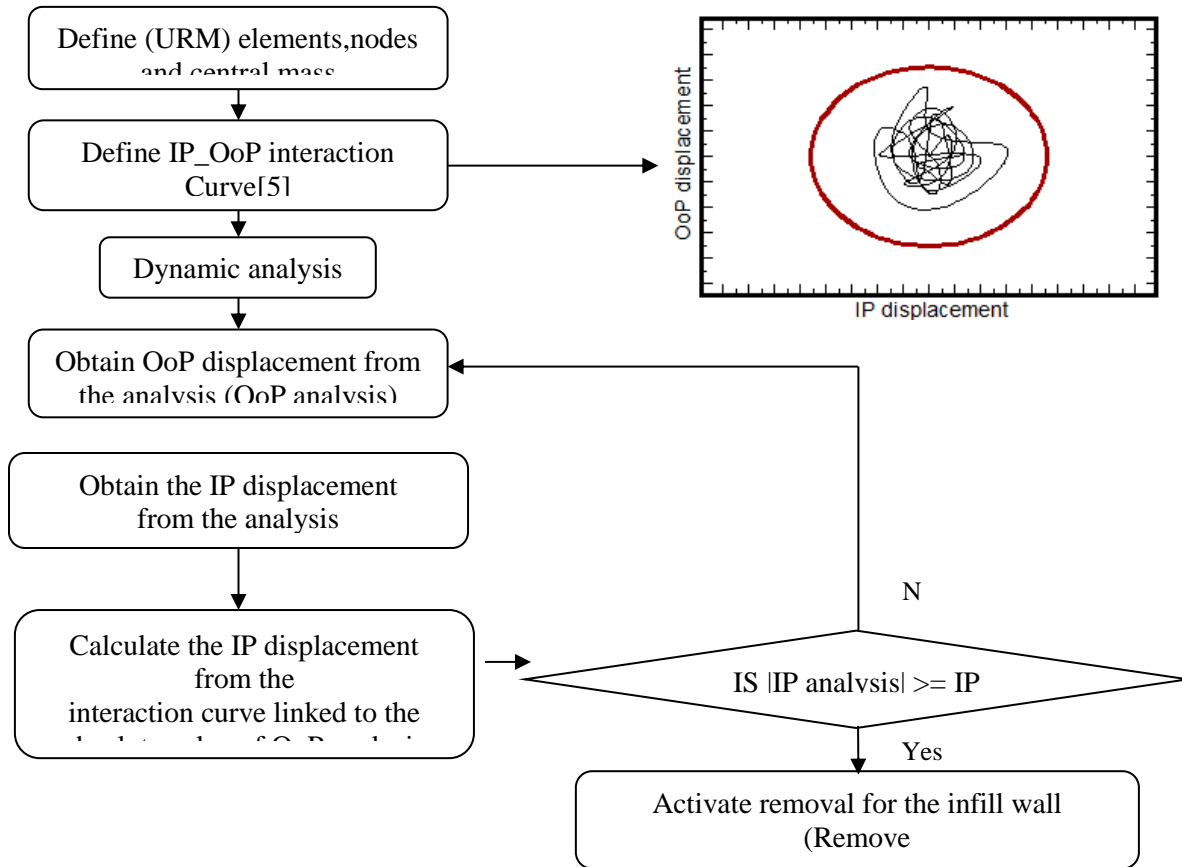 Define (URM) elements,nodes
and central mass
Define IP_OoP interaction
Curve[5]
OoP displacement
IP displacement
Dynamic analysis
Obtain OoP displacement from
the analysis (OoP analysis)
Obtain the IP displacement
from the analysis
Calculate the IP displacement
from the
interaction curve linked to the
N
IS |IP analysis| >= IP
Yes
Activate removal for the infill wall
(Remove